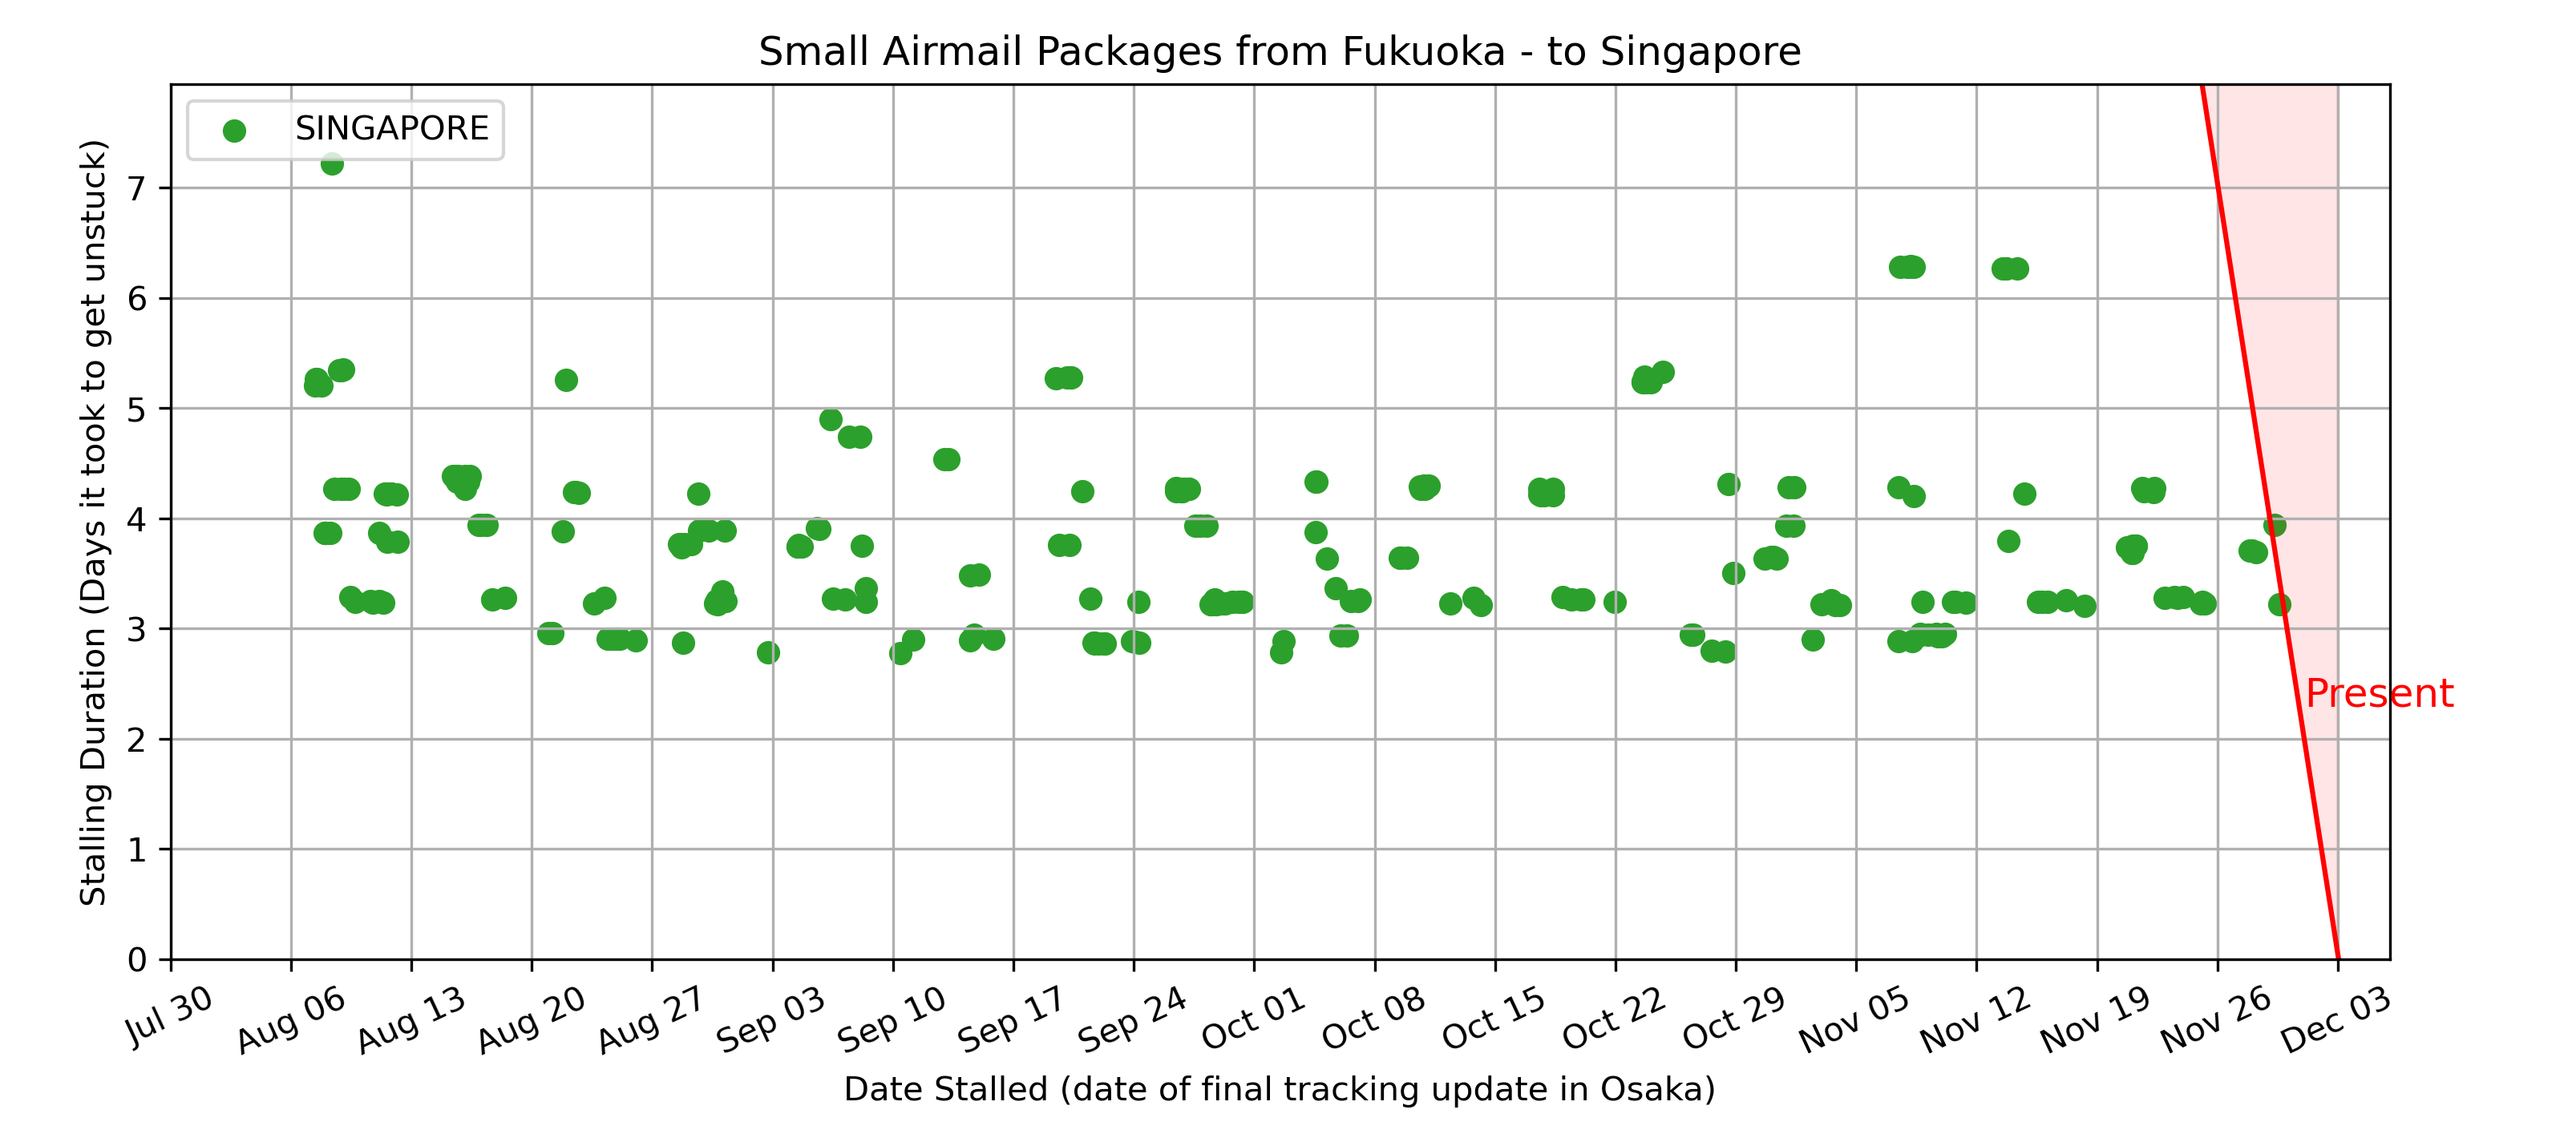 Small Airmail Packages from Fukuoka - to Singapore
SINGAPORE
Stalling Duration (Days it took to get unstuck)
7
6
5
4
3
2
1
0
Present
Jul 30
Aug 06
Aug 13
Aug 20
Aug 27
Sep 03
Sep 10
Sep 17
Sep 24
Oct 01
Oct 08
Oct 15
Oct 22
Oct 29
Nov 05
Nov 12
Nov 19
Nov 26
Dec 03
Date Stalled (date of final tracking update in Osaka)